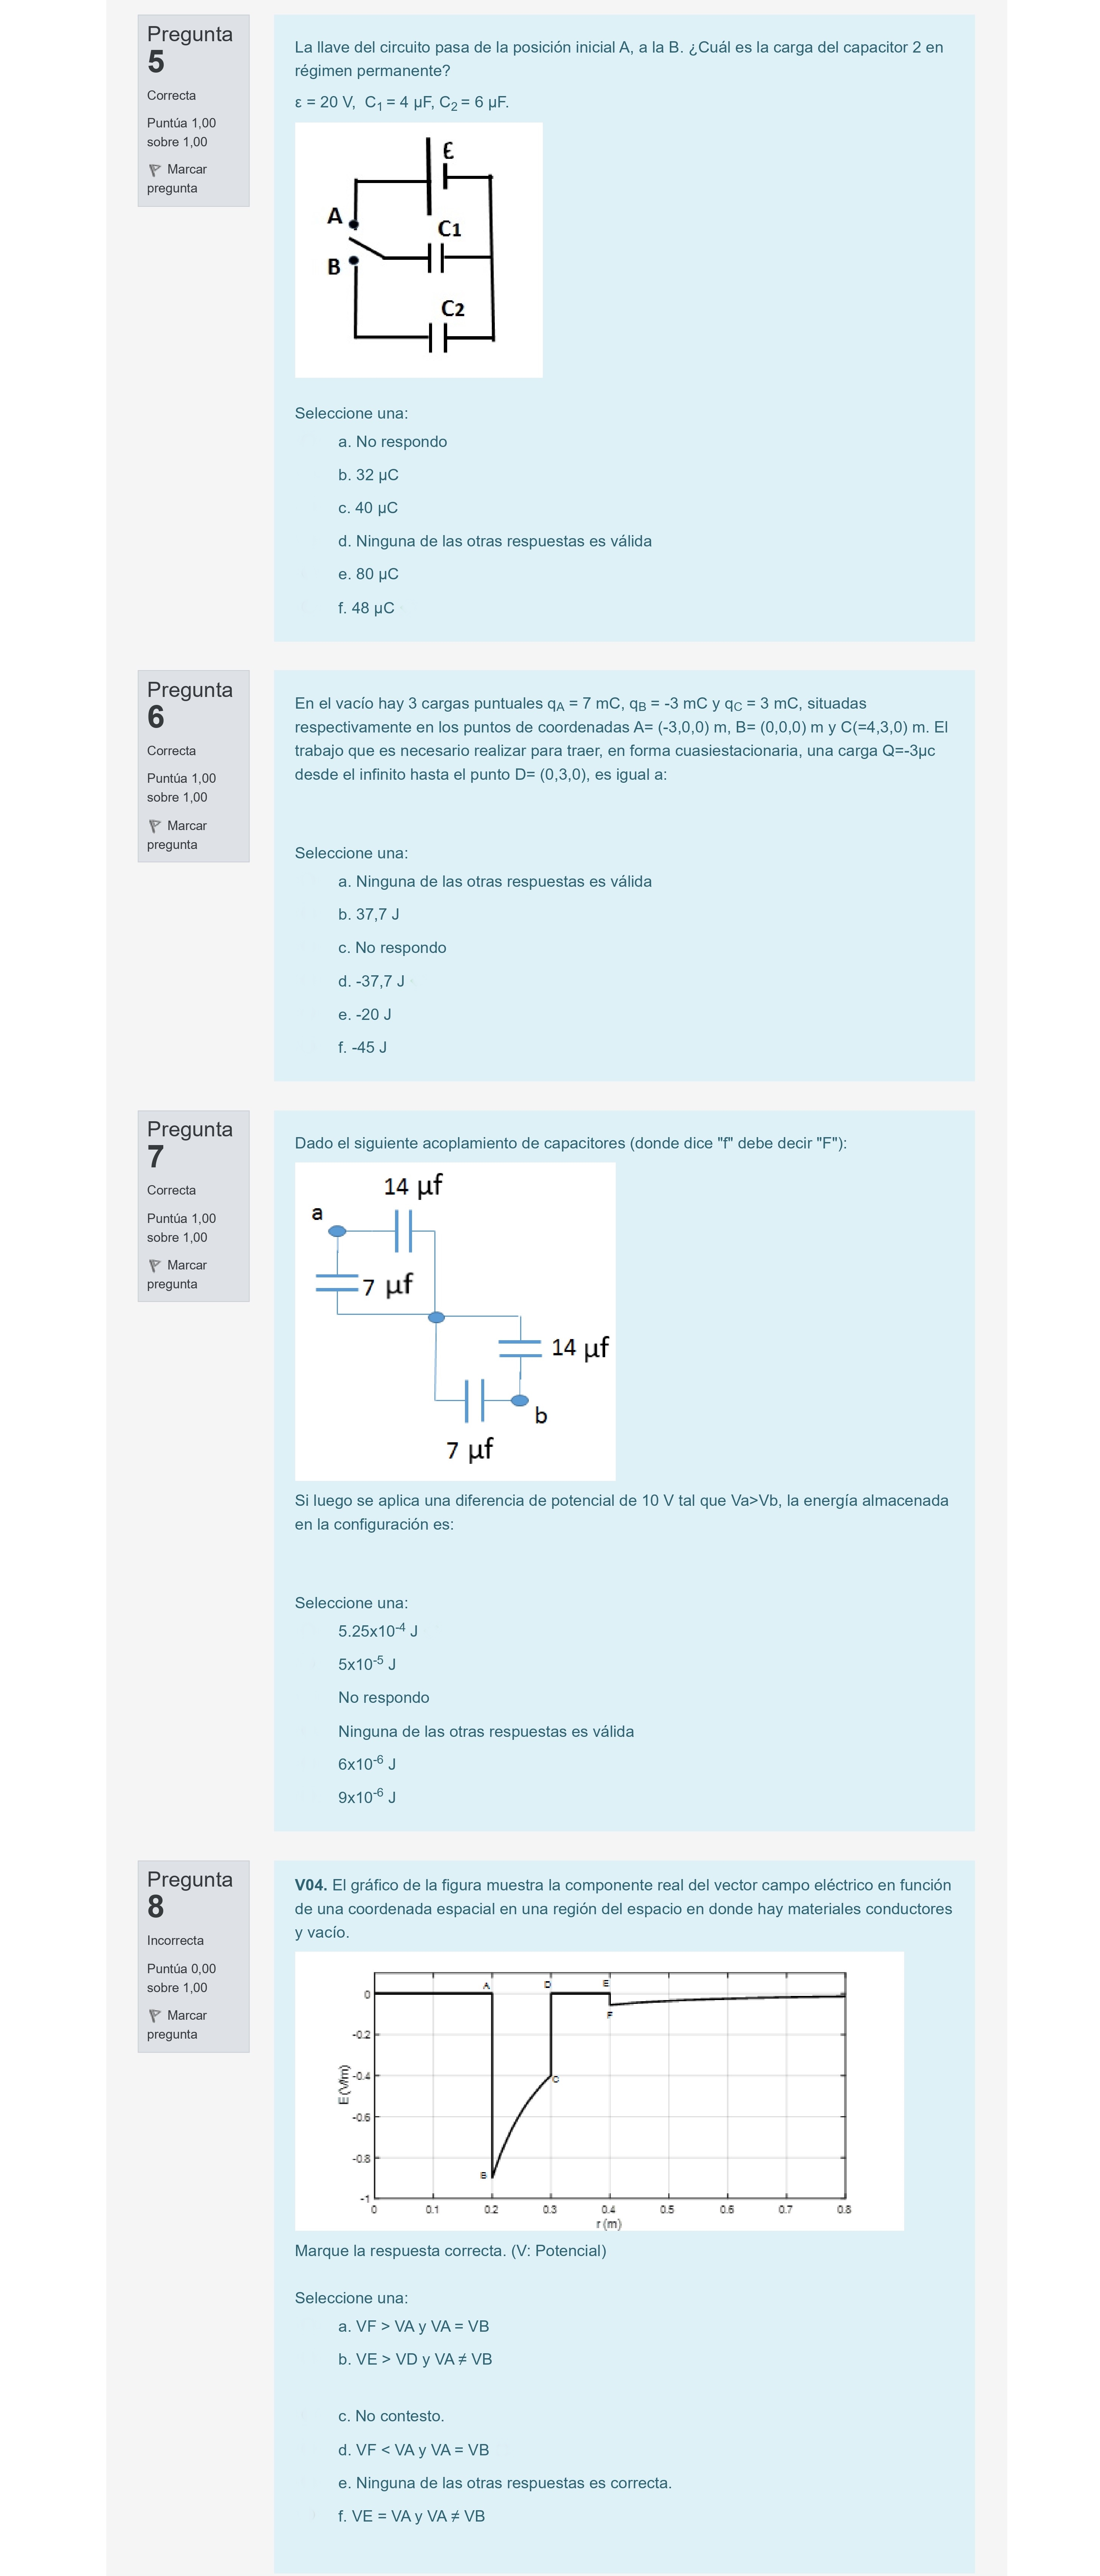 Pregunta
5
Correcta
Puntúa 1,00
sobre 1,00
Marcar
pregunta
La llave del circuito pasa de la posición inicial A, a la B. ¿Cuál es la carga del capacitor 2 en
régimen permanente?
ε = 20 V,  C1 = 4 µF, C2 = 6 µF.
ε
A
C1
B
C2
Seleccione una:
a. No respondo
b. 32 µC
c. 40 µC
d. Ninguna de las otras respuestas es válida
e. 80 µC
f. 48 µC
Pregunta
6
Correcta
Puntúa 1,00
sobre 1,00
Marcar
pregunta
En el vacío hay 3 cargas puntuales qA = 7 mC, qB = -3 mC y qC = 3 mC, situadas
respectivamente en los puntos de coordenadas A= (-3,0,0) m, B= (0,0,0) m y C(=4,3,0) m. El
trabajo que es necesario realizar para traer, en forma cuasiestacionaria, una carga Q=-3µc
desde el infinito hasta el punto D= (0,3,0), es igual a:
Seleccione una:
a. Ninguna de las otras respuestas es válida
b. 37,7 J
c. No respondo
d. -37,7 J
e. -20 J
f. -45 J
Pregunta
7
Correcta
Puntúa 1,00
sobre 1,00
Marcar
pregunta
Dado el siguiente acoplamiento de capacitores (donde dice "f" debe decir "F"):
14 µf
a
7 µf
14 µf
b
7 µf
Si luego se aplica una diferencia de potencial de 10 V tal que Va>Vb, la energía almacenada
en la configuración es:
Seleccione una:
5.25x10-4 J
5x10-5 J
No respondo
Ninguna de las otras respuestas es válida
6x10-6 J
9x10-6 J
Pregunta
8
Incorrecta
Puntúa 0,00
sobre 1,00
Marcar
pregunta
V04. El gráfico de la figura muestra la componente real del vector campo eléctrico en función
de una coordenada espacial en una región del espacio en donde hay materiales conductores
y vacío.
A D E
0
F
-0.2
-0.4
C
E (V/m)
-0.6
-0.8
B
-1
0 0.1 0.2 0.3 0.4 0.5 0.6 0.7 0.8
r (m)
Marque la respuesta correcta. (V: Potencial)
Seleccione una:
a. VF > VA y VA = VB
b. VE > VD y VA ≠ VB
c. No contesto.
d. VF < VA y VA = VB
e. Ninguna de las otras respuestas es correcta.
f. VE = VA y VA ≠ VB